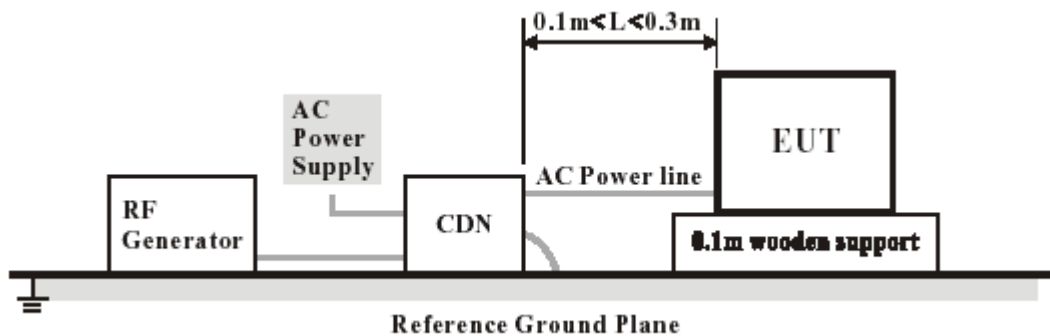 0.1m<L<0.3m
AC
Power
Supply
EUT
AC Power line
RF
Generator
CDN
0.1m wooden support
Reference Ground Plane